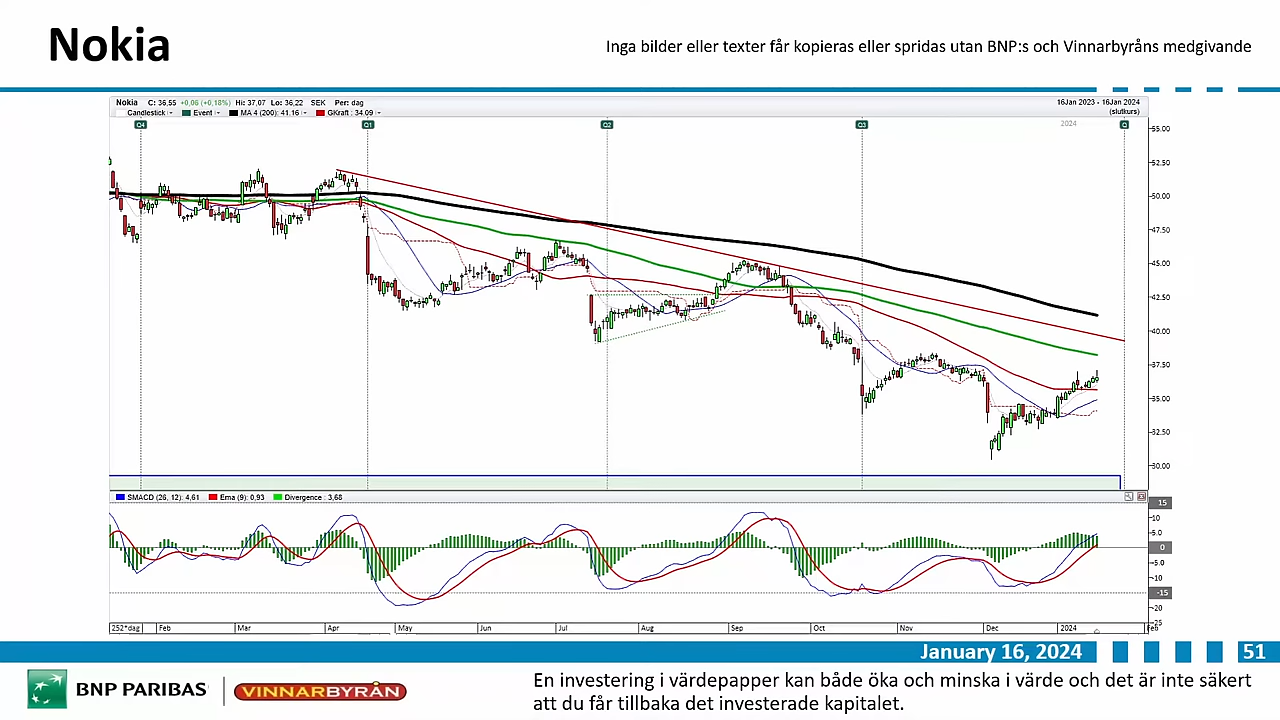 Nokia
Inga bilder eller texter får kopieras eller spridas utan BNP:s och Vinnarbyråns medgivande
Nokia C: 36,55 +0,06 (+0,18%) Hi: 37,07 Lo: 36,22 SEK Per: dag
16Jan 2023 - 16Jan 2024
Candlestick Event MA 4 (200): 41,16 GKraft : 34,09
(slutkurs)
Q4 Q1 Q2 Q3 2024 Q
55.00
52.50
50.00
47.50
45.00
42.50
40.00
37.50
35.00
32.50
30.00
SMACD (26, 12): 4,61 Ema (9): 0,93 Divergence : 3,68
15
10
5.0
0
-5.0
-10
-15
-20
-25
252*dag Feb Mar Apr May Jun Jul Aug Sep Oct Nov Dec 2024 Feb
January 16, 2024 51
BNP PARIBAS VINNARBYRÅN
En investering i värdepapper kan både öka och minska i värde och det är inte säkert
att du får tillbaka det investerade kapitalet.